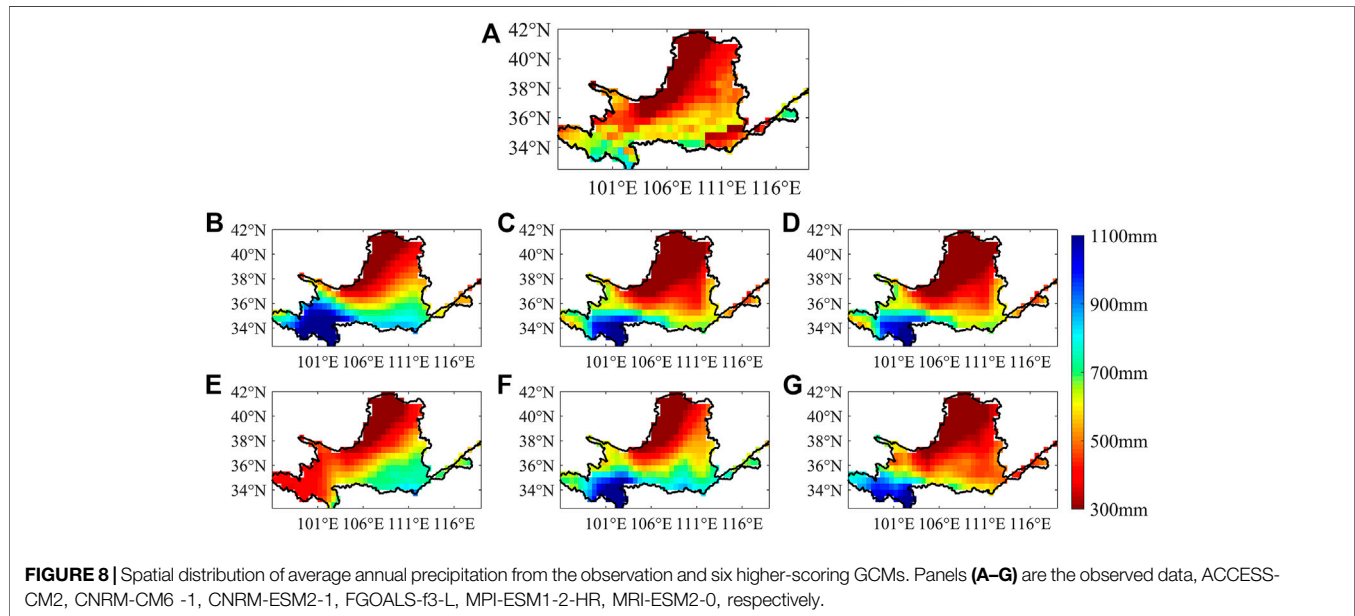 A
42°N
40°N
38°N
36°N
34°N
101°E 106°E 111°E 116°E
B
42°N
40°N
38°N
36°N
34°N
101°E 106°E 111°E 116°E
C
42°N
40°N
38°N
36°N
34°N
101°E 106°E 111°E 116°E
D
42°N
40°N
38°N
36°N
34°N
101°E 106°E 111°E 116°E
E
42°N
40°N
38°N
36°N
34°N
101°E 106°E 111°E 116°E
F
42°N
40°N
38°N
36°N
34°N
101°E 106°E 111°E 116°E
G
42°N
40°N
38°N
36°N
34°N
101°E 106°E 111°E 116°E
1100mm
900mm
700mm
500mm
300mm
FIGURE 8 | Spatial distribution of average annual precipitation from the observation and six higher-scoring GCMs. Panels (A–G) are the observed data, ACCESS-
CM2, CNRM-CM6 -1, CNRM-ESM2-1, FGOALS-f3-L, MPI-ESM1-2-HR, MRI-ESM2-0, respectively.